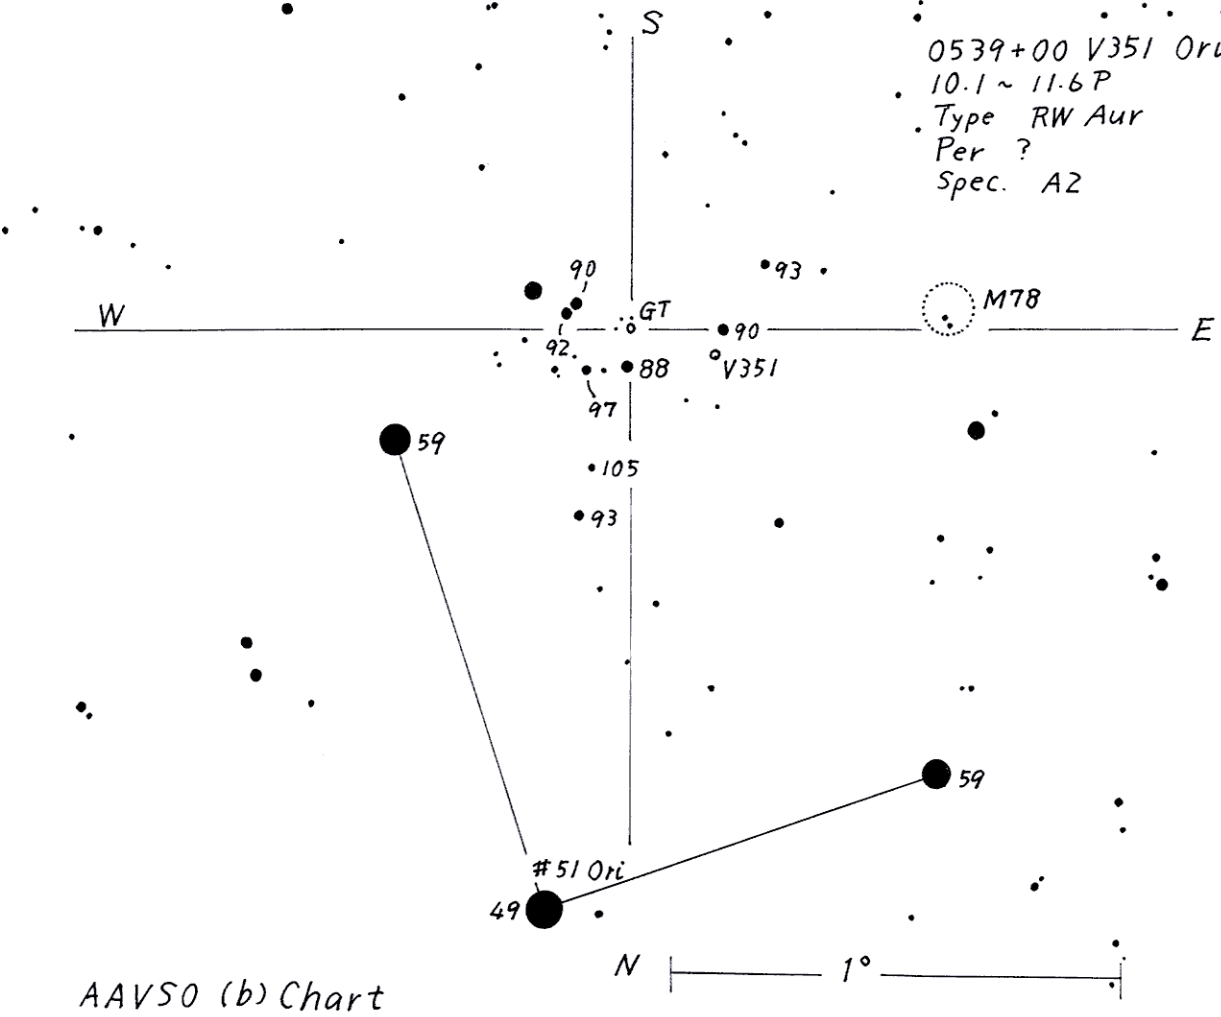 S
0539+00 V351 Ori
10.1 ~ 11.6 P
Type RW Aur
Per ?
Spec. A2
90
93
M78
W
GT
E
92
90
V351
88
97
59
105
93
59
#51 Ori
49
N
1°
AAVSO (b) Chart